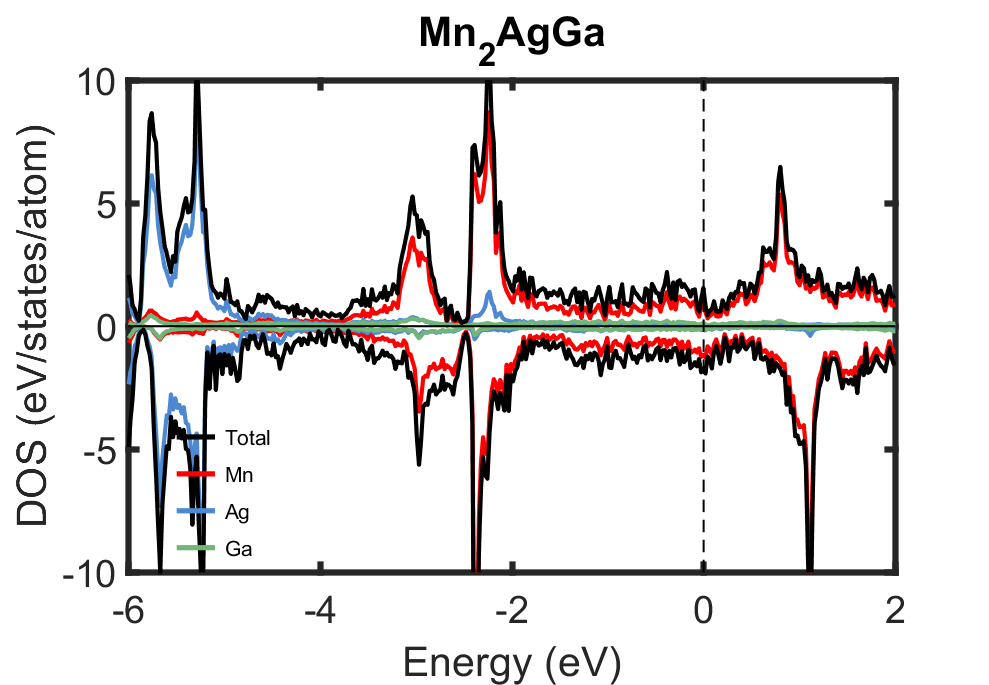 Mn2AgGa
10
5
0
-5
-10
DOS (eV/states/atom)
Total
Mn
Ag
Ga
-6 -4 -2 0 2
Energy (eV)